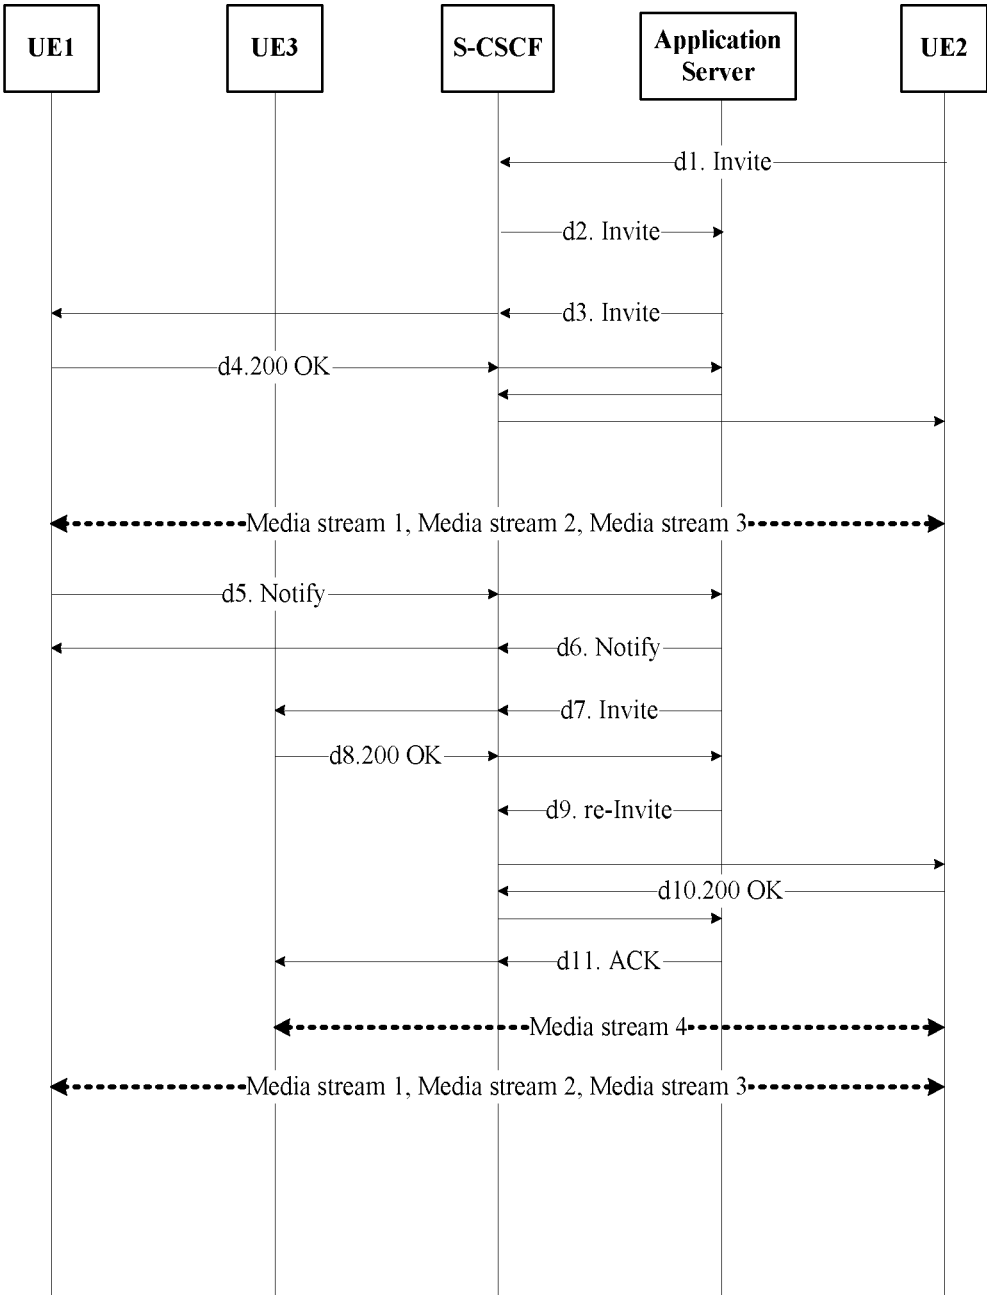 UE1
UE3
S-CSCF
Application
Server
UE2
d1. Invite
d2. Invite
d3. Invite
d4.200 OK
Media stream 1, Media stream 2, Media stream 3
d5. Notify
d6. Notify
d7. Invite
d8.200 OK
d9. re-Invite
d10.200 OK
d11. ACK
Media stream 4
Media stream 1, Media stream 2, Media stream 3